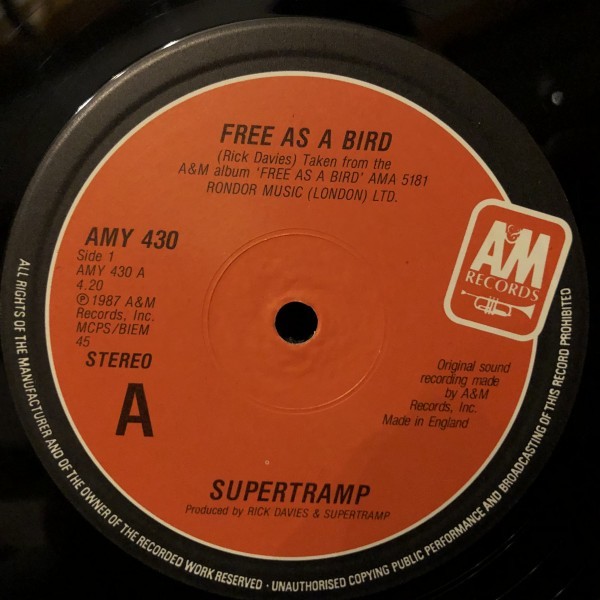 FREE AS A BIRD
(Rick Davies) Taken from the
A&M album 'FREE AS A BIRD' AMA 5181
RONDOR MUSIC (LONDON) LTD.
AMY 430
Side 1
AMY 430 A
4.20
℗1987 A&M
Records, Inc.
MCPS/BIEM
45
STEREO
A
A&M
RECORDS
Original sound
recording made
by A&M
Records, Inc.
Made in England
SUPERTRAMP
Produced by RICK DAVIES & SUPERTRAMP
ALL RIGHTS OF THE MANUFACTURER AND OF THE OWNER OF THE RECORDED WORK RESERVED · UNAUTHORISED COPYING PUBLIC PERFORMANCE AND BROADCASTING OF THIS RECORD PROHIBITED